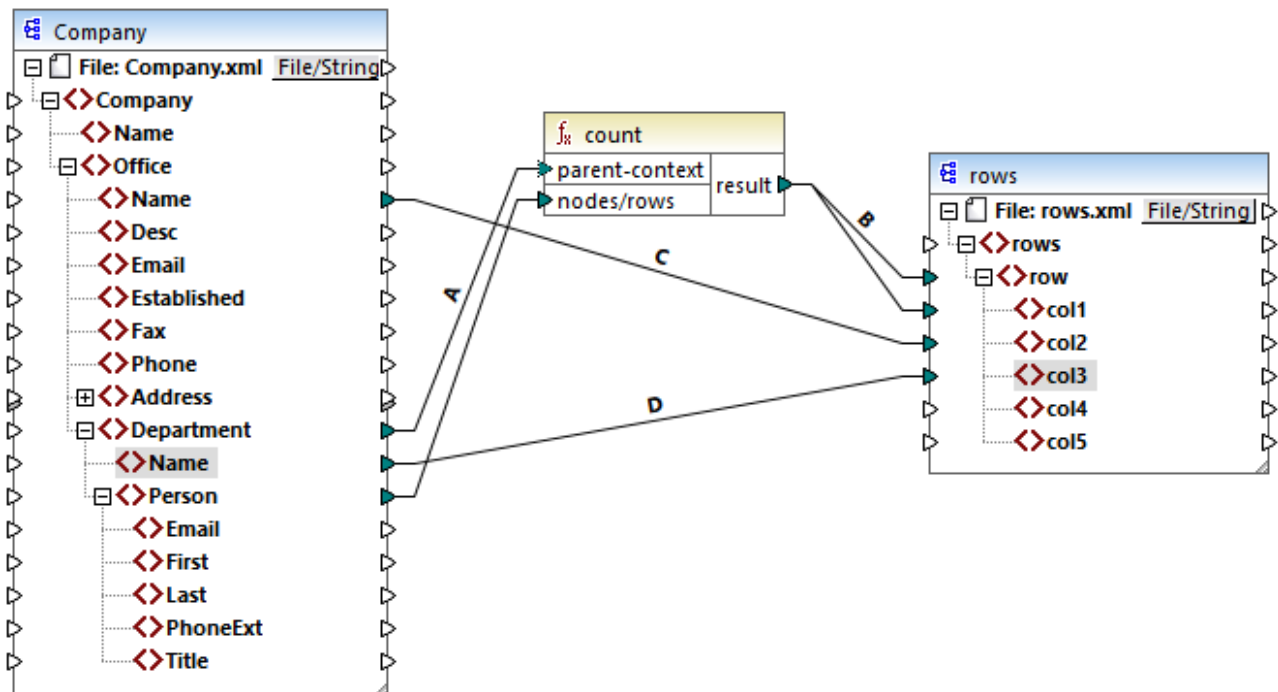 Company
File: Company.xml File/String
Company
Name
Office
Name
Desc
Email
Established
Fax
Phone
Address
Department
Name
Person
Email
First
Last
PhoneExt
Title
A
fx count
parent-context
nodes/rows
result
B
C
D
rows
File: rows.xml File/String
rows
row
col1
col2
col3
col4
col5